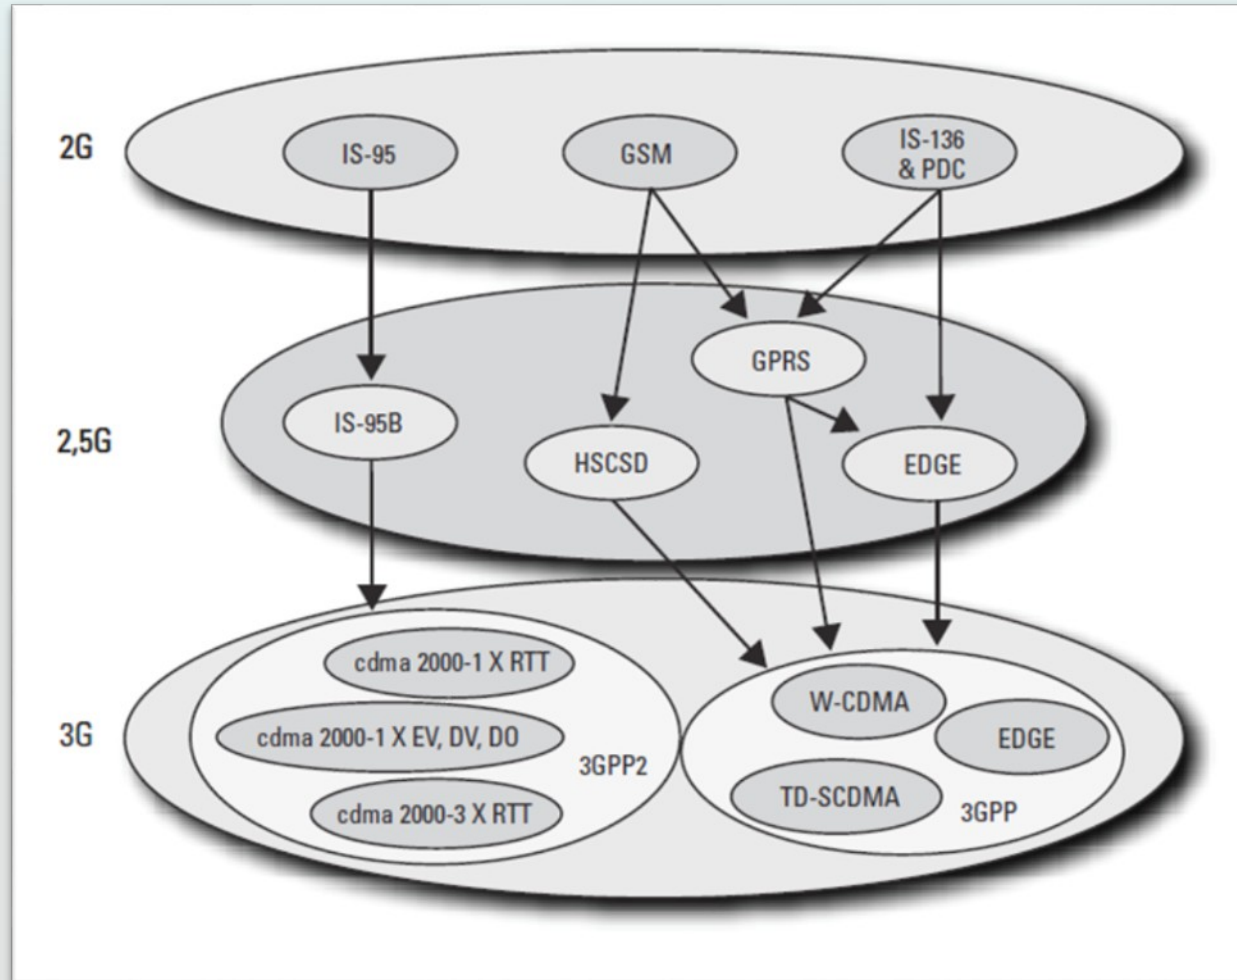 2G
IS-95
GSM
IS-136
& PDC
GPRS
2,5G
IS-95B
HSCSD
EDGE
3G
cdma 2000-1 X RTT
cdma 2000-1 X EV, DV, DO
cdma 2000-3 X RTT
3GPP2
W-CDMA
EDGE
TD-SCDMA
3GPP